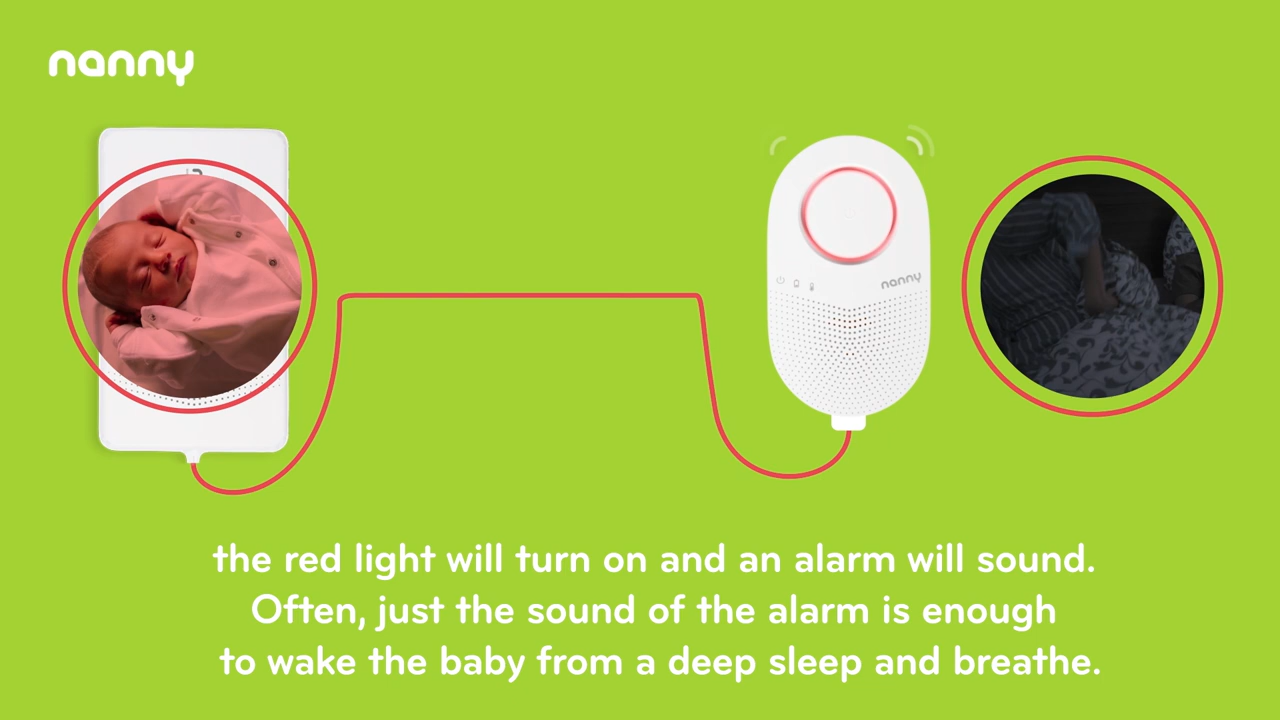 nanny
nanny
the red light will turn on and an alarm will sound.
Often, just the sound of the alarm is enough
to wake the baby from a deep sleep and breathe.